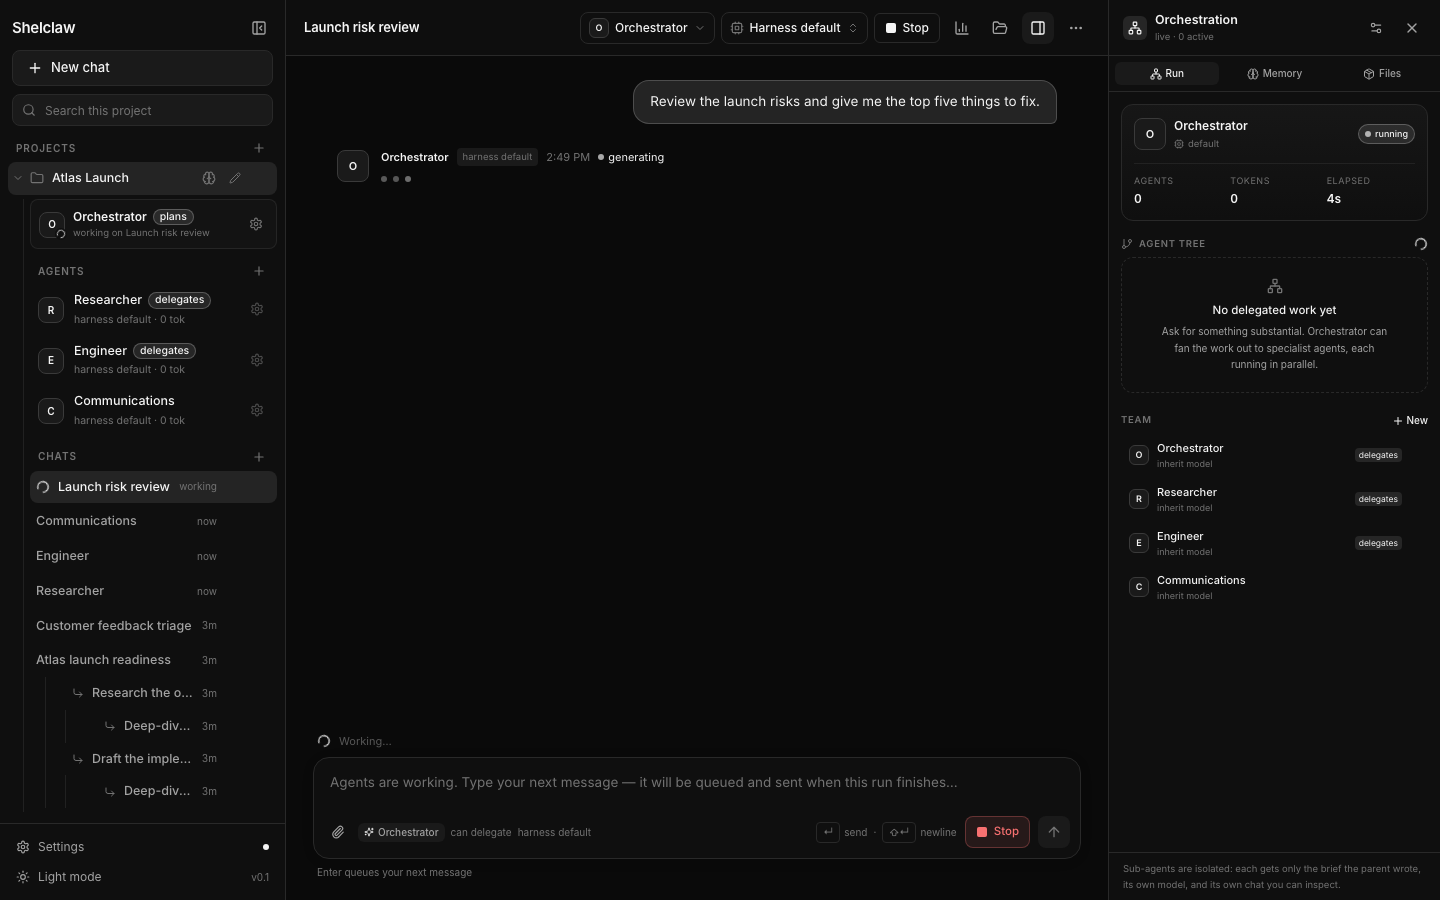 Shelclaw
New chat
Search this project
PROJECTS
Atlas Launch
O
Orchestrator plans
working on Launch risk review
AGENTS
R
Researcher delegates
harness default · 0 tok
E
Engineer delegates
harness default · 0 tok
C
Communications
harness default · 0 tok
CHATS
Launch risk review working
Communications now
Engineer now
Researcher now
Customer feedback triage 3m
Atlas launch readiness 3m
Research the o... 3m
Deep-div... 3m
Draft the imple... 3m
Deep-div... 3m
Settings
Light mode v0.1
Launch risk review
O Orchestrator
Harness default
Stop
Review the launch risks and give me the top five things to fix.
O
Orchestrator harness default 2:49 PM generating
Working...
Agents are working. Type your next message — it will be queued and sent when this run finishes...
Orchestrator can delegate harness default
send · newline
Stop
Enter queues your next message
Orchestration
live · 0 active
Run
Memory
Files
O
Orchestrator
default
running
AGENTS TOKENS ELAPSED
0 0 4s
AGENT TREE
No delegated work yet
Ask for something substantial. Orchestrator can
fan the work out to specialist agents, each
running in parallel.
TEAM
New
O
Orchestrator
inherit model
delegates
R
Researcher
inherit model
delegates
E
Engineer
inherit model
delegates
C
Communications
inherit model
Sub-agents are isolated: each gets only the brief the parent wrote,
its own model, and its own chat you can inspect.